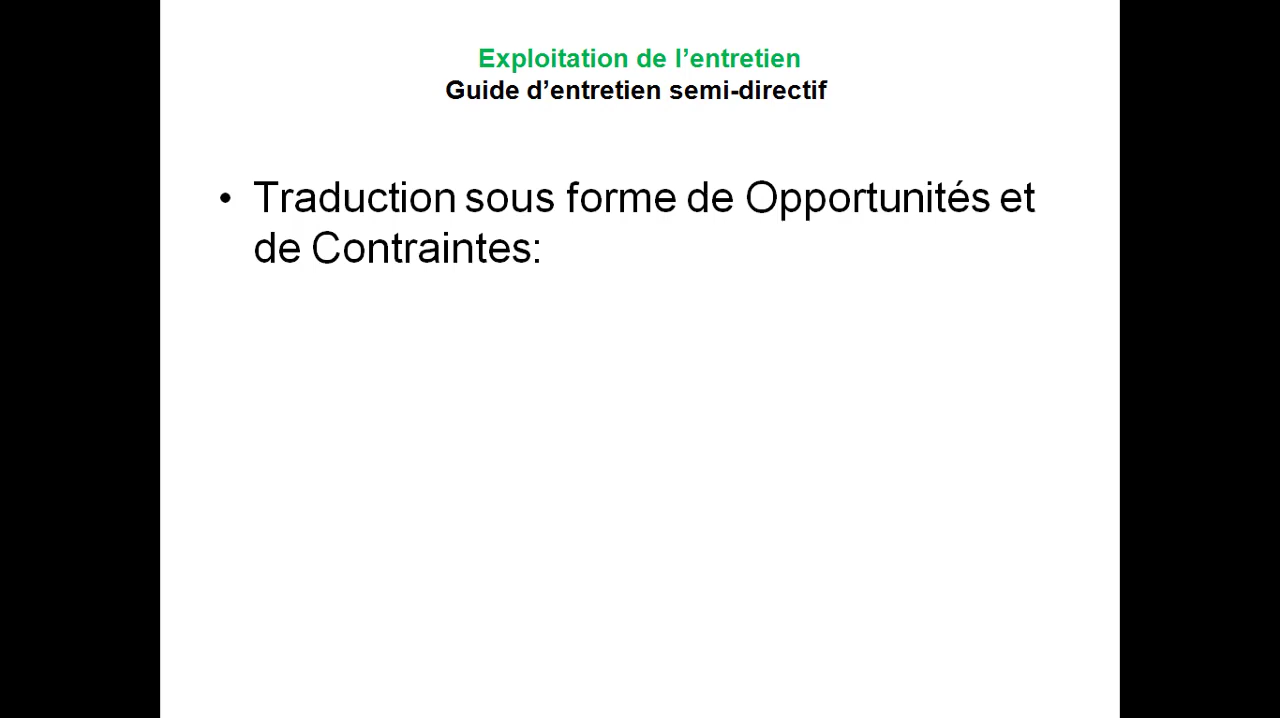 Exploitation de l’entretien
Guide d’entretien semi-directif
• Traduction sous forme de Opportunités et
de Contraintes: